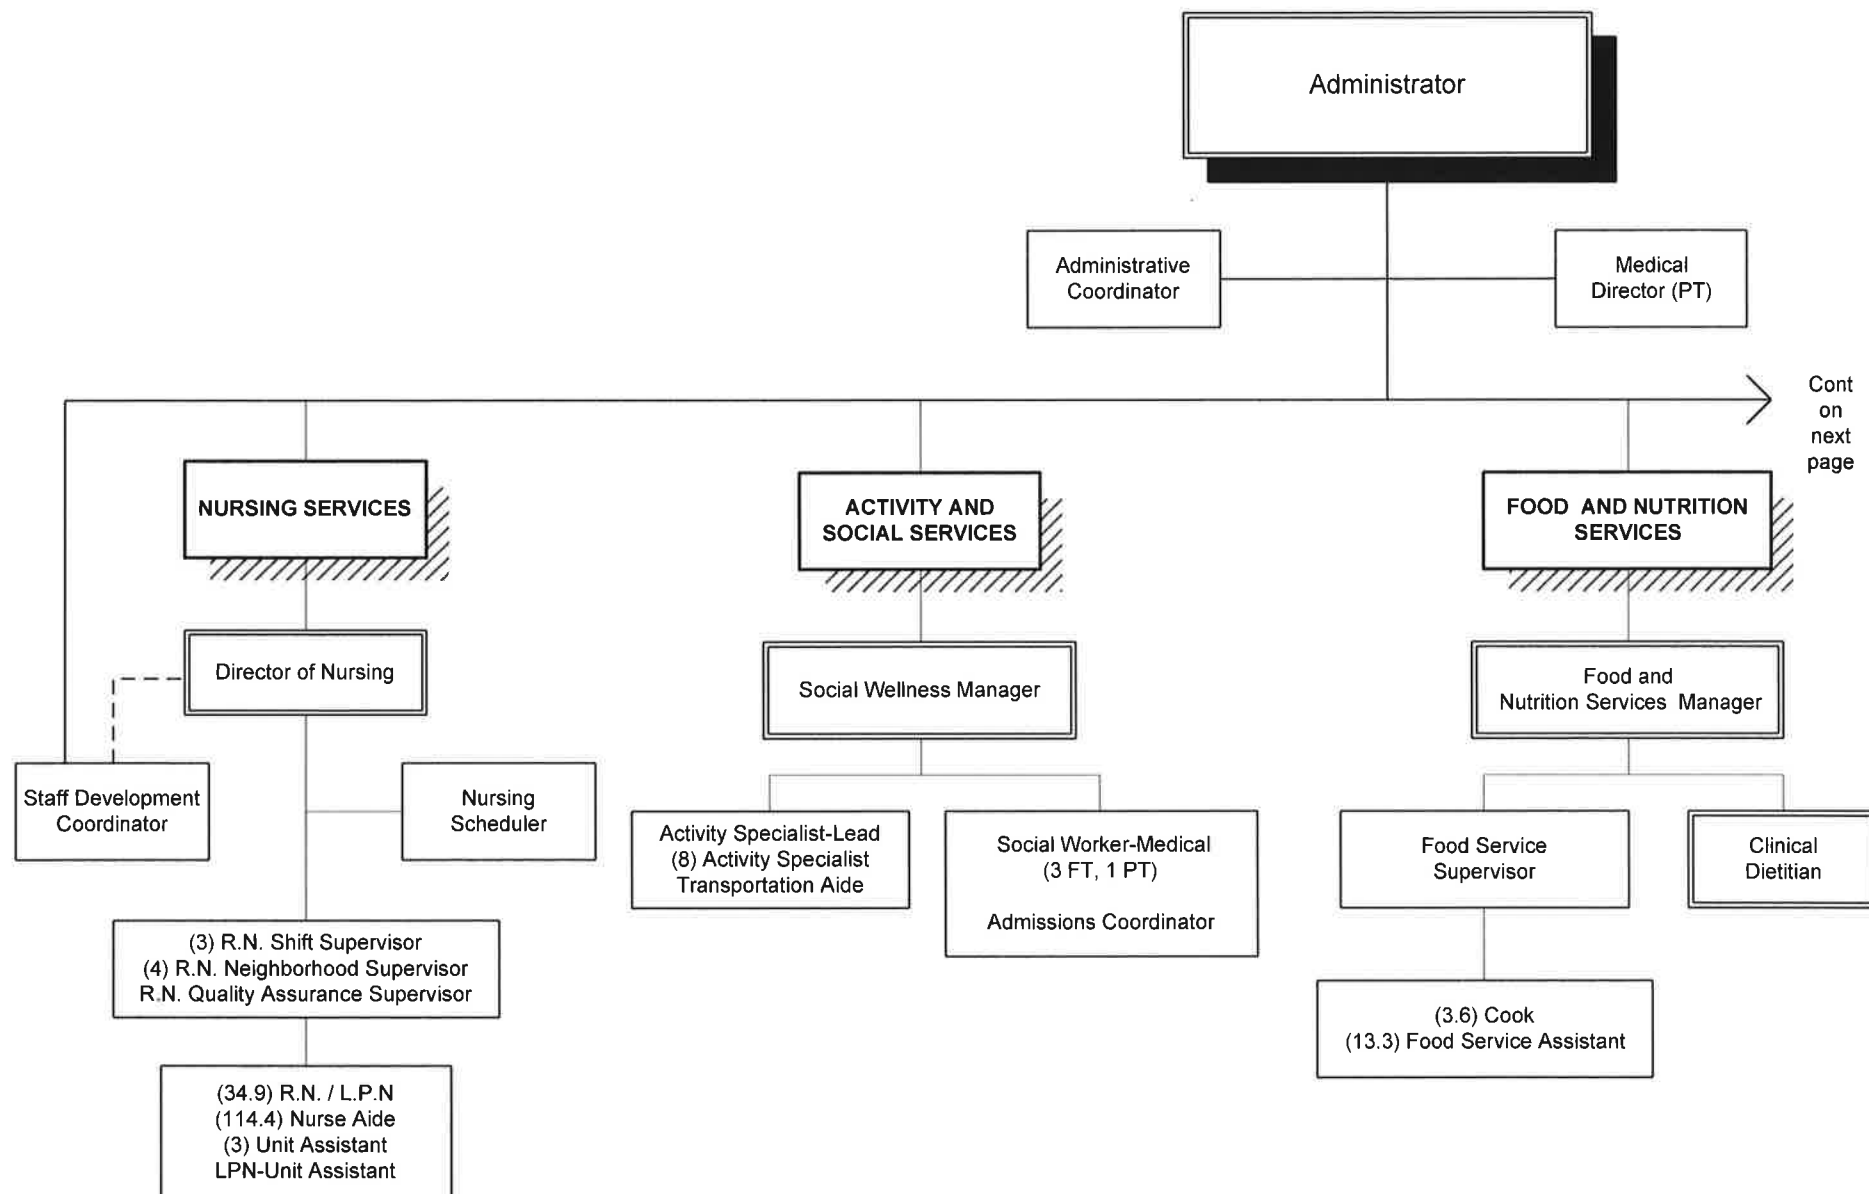 Administrator
Administrative
Coordinator
Medical
Director (PT)
Cont
on
next
page
NURSING SERVICES
ACTIVITY AND
SOCIAL SERVICES
FOOD AND NUTRITION
SERVICES
Director of Nursing
Social Wellness Manager
Food and
Nutrition Services Manager
Staff Development
Coordinator
Nursing
Scheduler
Activity Specialist-Lead
(8) Activity Specialist
Transportation Aide
Social Worker-Medical
(3 FT, 1 PT)
Admissions Coordinator
Food Service
Supervisor
Clinical
Dietitian
(3) R.N. Shift Supervisor
(4) R.N. Neighborhood Supervisor
R.N. Quality Assurance Supervisor
(3.6) Cook
(13.3) Food Service Assistant
(34.9) R.N. / L.P.N
(114.4) Nurse Aide
(3) Unit Assistant
LPN-Unit Assistant